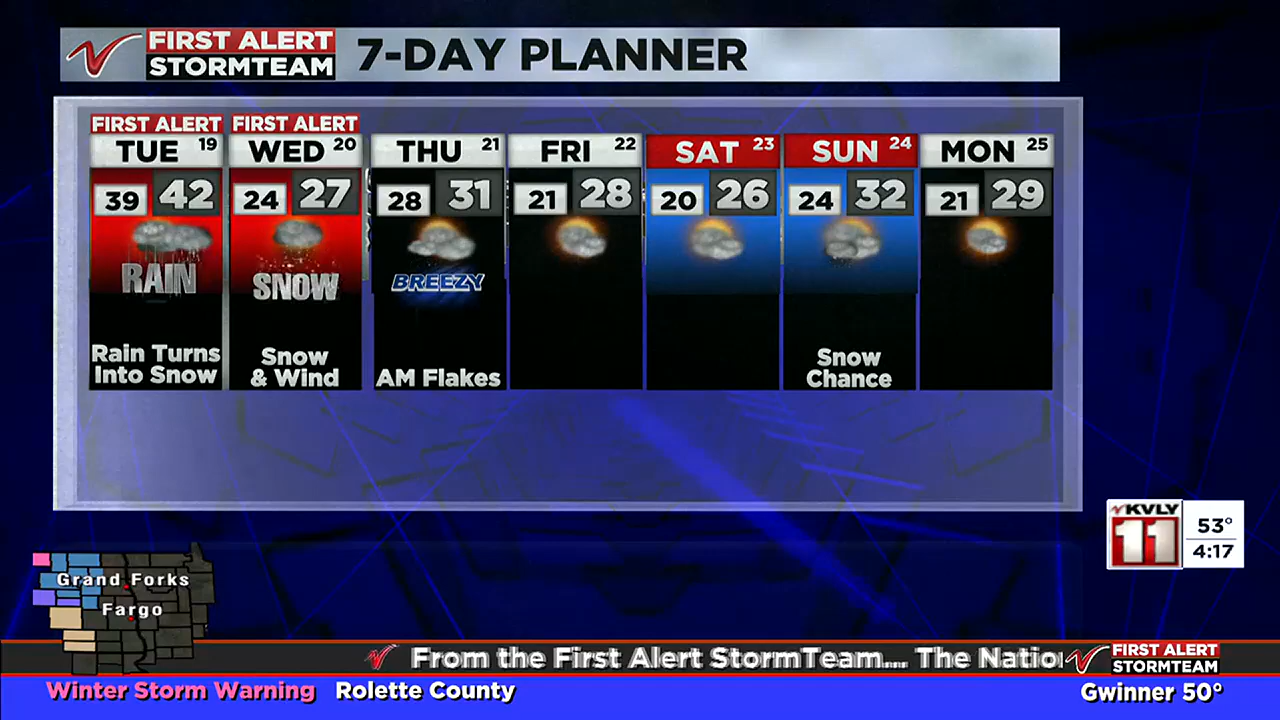 FIRST ALERT
STORMTEAM
7-DAY PLANNER
FIRST ALERT FIRST ALERT
TUE 19 WED 20 THU 21 FRI 22 SAT 23 SUN 24 MON 25
39 42 24 27 28 31 21 28 20 26 24 32 21 29
RAIN SNOW BREEZY
Rain Turns
Into Snow
Snow
& Wind
AM Flakes
Snow
Chance
KVLY
11
53°
4:17
Grand Forks
Fargo
From the First Alert StormTeam.... The Natio
FIRST ALERT
STORMTEAM
Winter Storm Warning Rolette County
Gwinner 50°